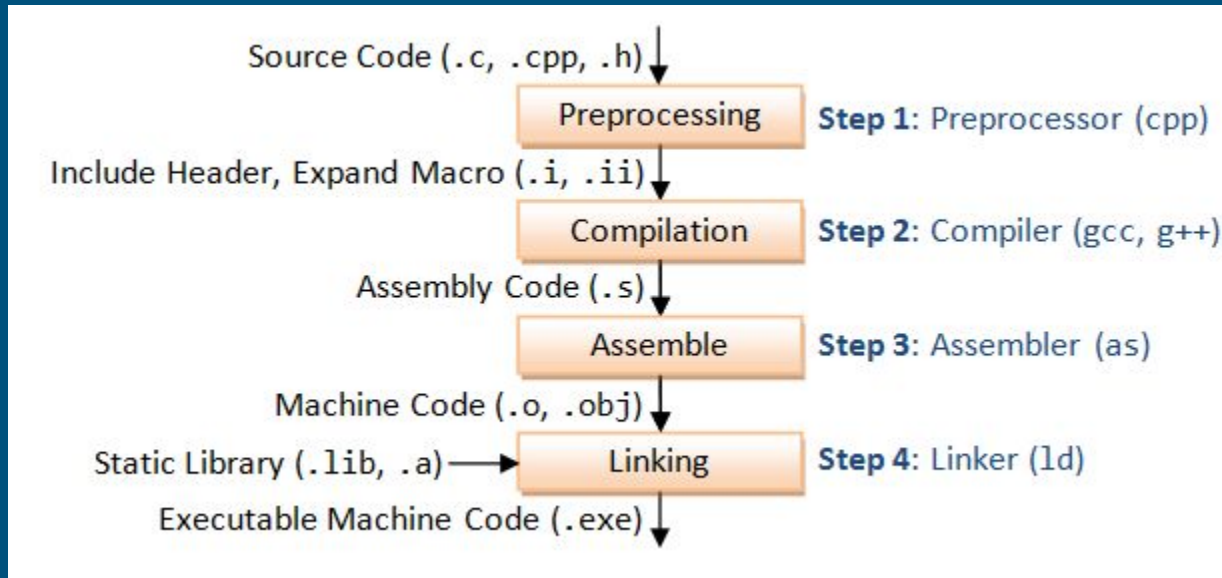 Source Code (.c, .cpp, .h)
Preprocessing
Step 1: Preprocessor (cpp)
Include Header, Expand Macro (.i, .ii)
Compilation
Step 2: Compiler (gcc, g++)
Assembly Code (.s)
Assemble
Step 3: Assembler (as)
Machine Code (.o, .obj)
Static Library (.lib, .a)
Linking
Step 4: Linker (ld)
Executable Machine Code (.exe)